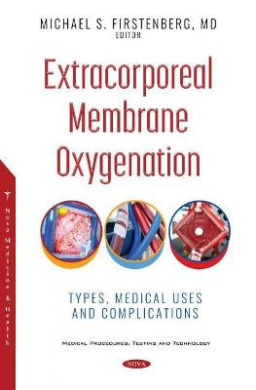 MICHAEL S. FIRSTENBERG, MD
EDITOR
Extracorporeal
Membrane
Oxygenation
Nova Medicine & Health
TYPES, MEDICAL USES
AND COMPLICATIONS
MEDICAL PROCEDURES, TESTING AND TECHNOLOGY
NOVA